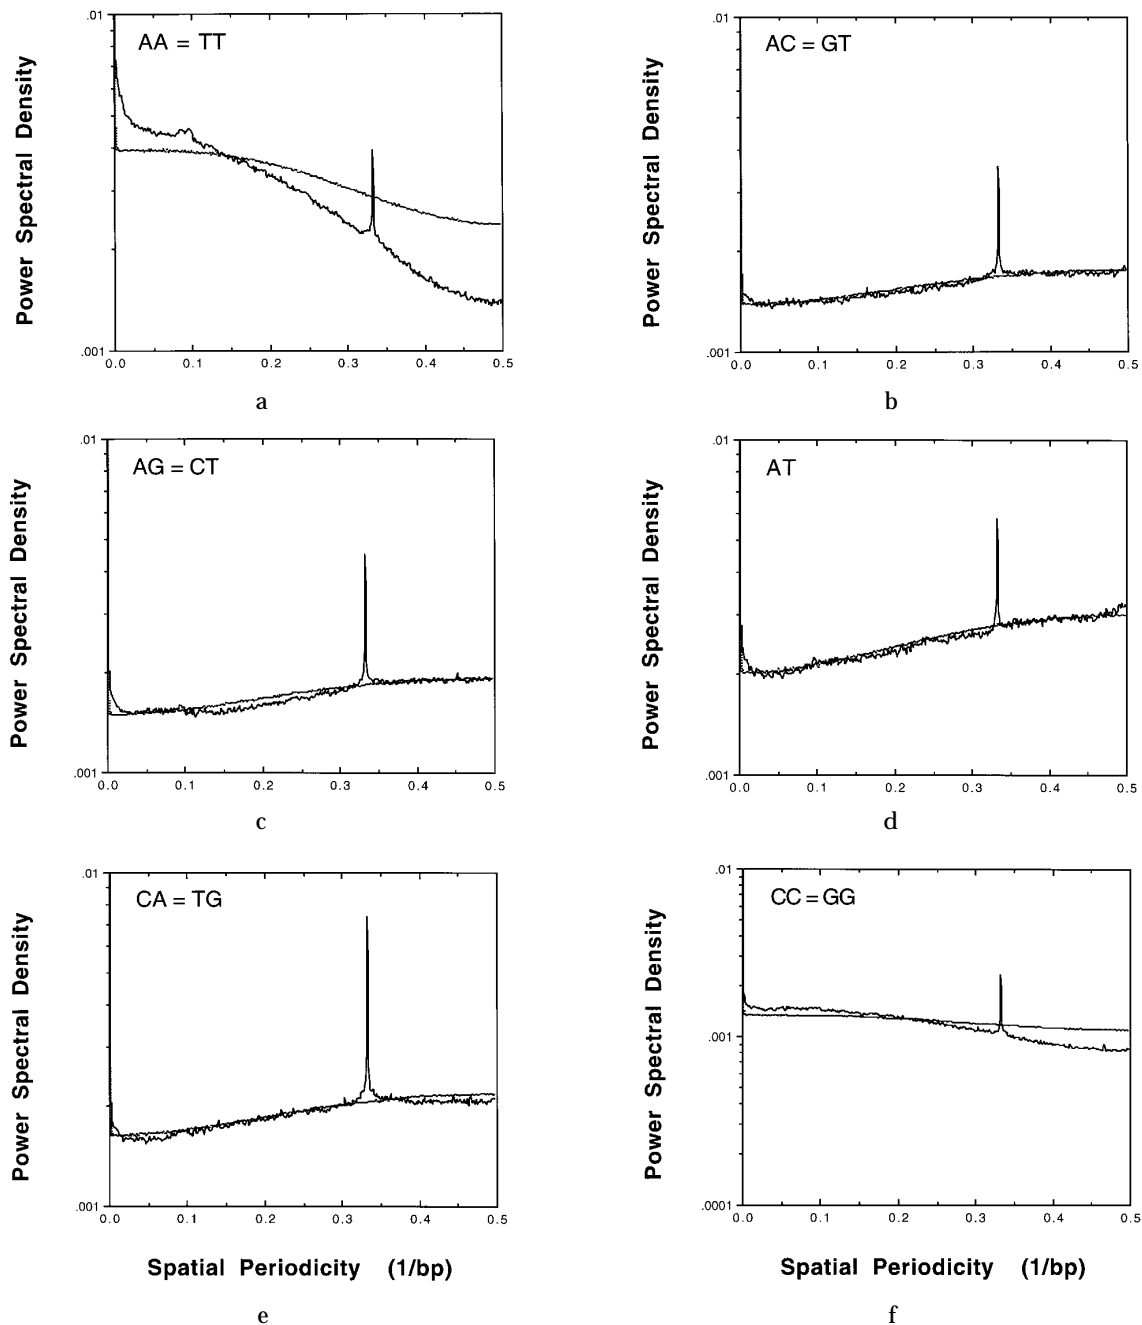 .01
AA = TT
Power Spectral Density
.001
0.0 0.1 0.2 0.3 0.4 0.5
a
.01
AC = GT
Power Spectral Density
.001
0.0 0.1 0.2 0.3 0.4 0.5
b
.01
AG = CT
Power Spectral Density
.001
0.0 0.1 0.2 0.3 0.4 0.5
c
.01
AT
Power Spectral Density
.001
0.0 0.1 0.2 0.3 0.4 0.5
d
.01
CA = TG
Power Spectral Density
.001
0.0 0.1 0.2 0.3 0.4 0.5
Spatial Periodicity (1/bp)
e
.01
CC = GG
Power Spectral Density
.001
.0001
0.0 0.1 0.2 0.3 0.4 0.5
Spatial Periodicity (1/bp)
f